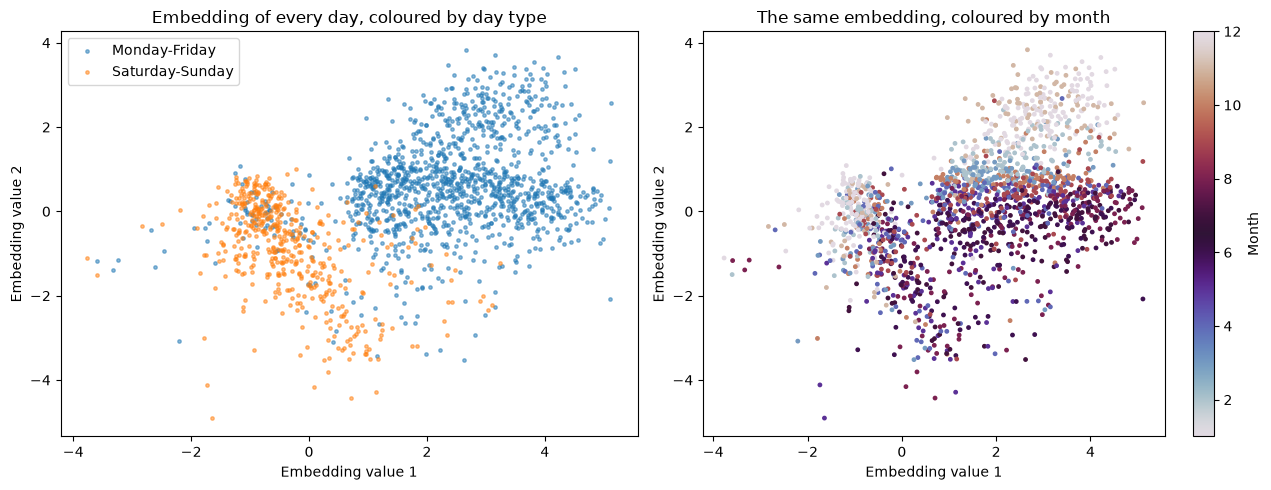 Embedding of every day, coloured by day type
Monday-Friday
Saturday-Sunday
4
2
0
−2
−4
Embedding value 2
−4
−2
0
2
4
Embedding value 1
The same embedding, coloured by month
4
2
0
−2
−4
Embedding value 2
−4
−2
0
2
4
Embedding value 1
12
10
8
6
4
2
Month